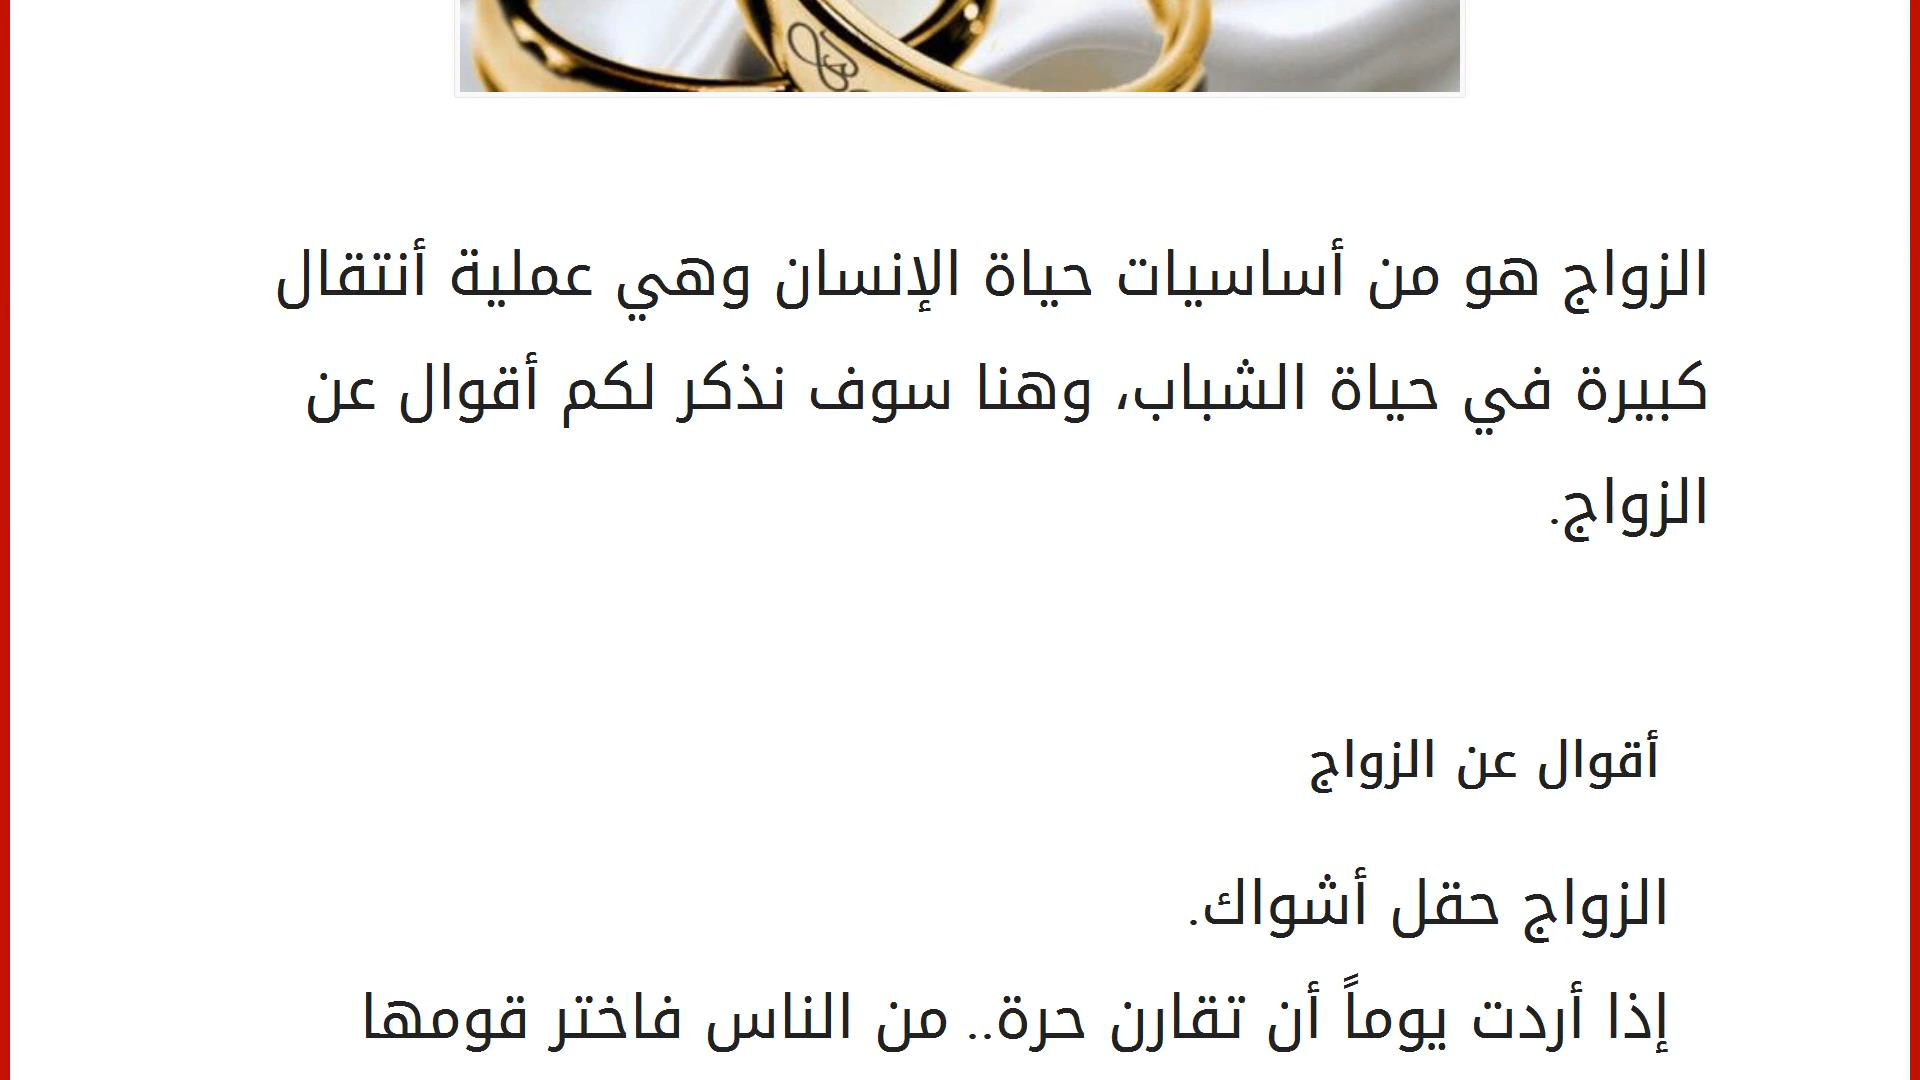 الزواج هو من أساسيات حياة الإنسان وهي عملية أنتقال
كبيرة في حياة الشباب، وهنا سوف نذكر لكم أقوال عن
الزواج.
أقوال عن الزواج
الزواج حقل أشواك.
إذا أردت يوماً أن تقارن حرة.. من الناس فاختر قومها